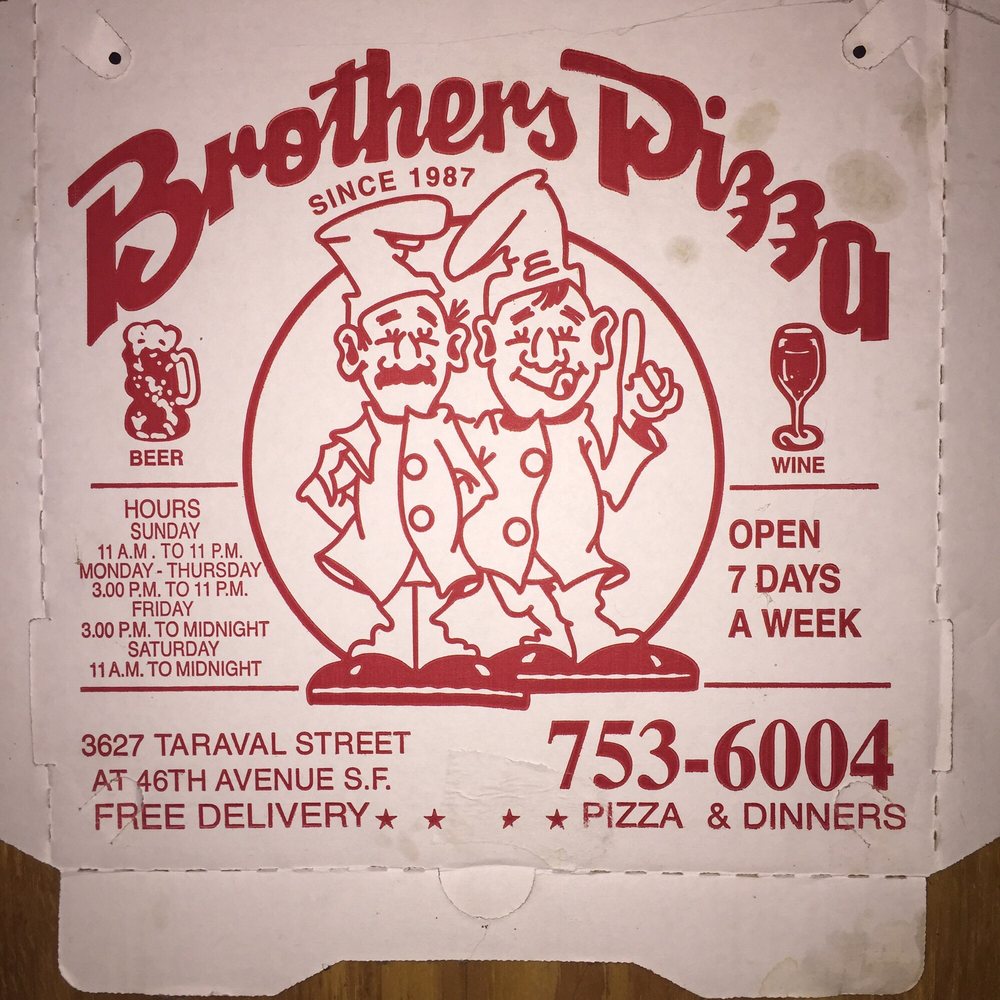 Brothers Pizza
SINCE 1987
BEER
WINE
HOURS
SUNDAY
11 A.M. TO 11 P.M.
MONDAY - THURSDAY
3.00 P.M. TO 11 P.M.
FRIDAY
3.00 P.M. TO MIDNIGHT
SATURDAY
11 A.M. TO MIDNIGHT
OPEN
7 DAYS
A WEEK
3627 TARAVAL STREET
AT 46TH AVENUE S.F.
753-6004
FREE DELIVERY ★ ★ ★ ★ PIZZA & DINNERS